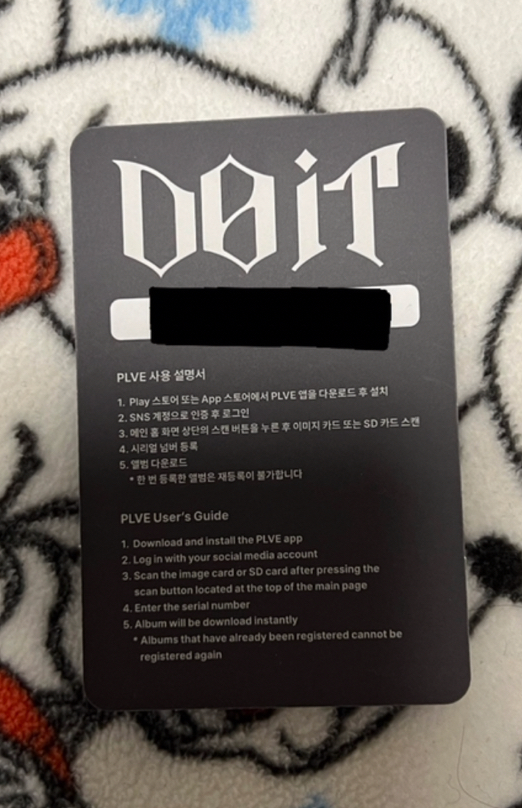 DØiT
PLVE 사용 설명서
1. Play 스토어 또는 App 스토어에서 PLVE 앱을 다운로드 후 설치
2. SNS 계정으로 인증 후 로그인
3. 메인 홈 화면 상단의 스캔 버튼을 누른 후 이미지 카드 또는 SD 카드 스캔
4. 시리얼 넘버 등록
5. 앨범 다운로드
* 한 번 등록한 앨범은 재등록이 불가합니다
PLVE User's Guide
1. Download and install the PLVE app
2. Log in with your social media account
3. Scan the image card or SD card after pressing the
scan button located at the top of the main page
4. Enter the serial number
5. Album will be download instantly
* Albums that have already been registered cannot be
registered again